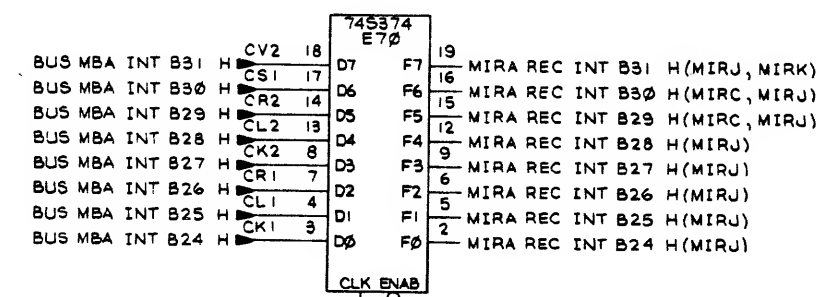 74S374
E7Ø
BUS MBA INT B31 H CV2 18 D7 F7 19 MIRA REC INT B31 H(MIRJ, MIRK)
BUS MBA INT B3Ø H CS1 17 D6 F6 16 MIRA REC INT B3Ø H(MIRC, MIRJ)
BUS MBA INT B29 H CR2 14 D5 F5 15 MIRA REC INT B29 H(MIRC, MIRJ)
BUS MBA INT B28 H CL2 13 D4 F4 12 MIRA REC INT B28 H(MIRJ)
BUS MBA INT B27 H CK2 8 D3 F3 9 MIRA REC INT B27 H(MIRJ)
BUS MBA INT B26 H CR1 7 D2 F2 6 MIRA REC INT B26 H(MIRJ)
BUS MBA INT B25 H CL1 4 D1 F1 5 MIRA REC INT B25 H(MIRJ)
BUS MBA INT B24 H CK1 3 DØ FØ 2 MIRA REC INT B24 H(MIRJ)
CLK ENAB